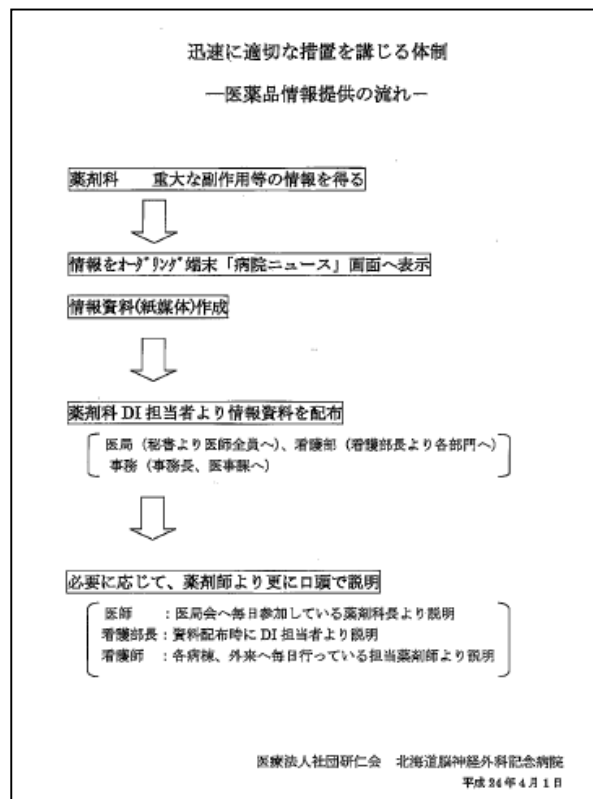 迅速に適切な措置を講じる体制
―医薬品情報提供の流れ－
薬剤科　重大な副作用等の情報を得る
情報をｵｰﾀﾞﾘﾝｸﾞ端末「病院ニュース」画面へ表示
情報資料(紙媒体)作成
薬剤科 DI 担当者より情報資料を配布
医局（秘書より医師全員へ）、看護部（看護部長より各部門へ）
事務（事務長、医事課へ）
必要に応じて、薬剤師より更に口頭で説明
医師　　：医局会へ毎日参加している薬剤科長より説明
看護部長：資料配布時に DI 担当者より説明
看護師　：各病棟、外来へ毎日行っている担当薬剤師より説明
医療法人社団研仁会　北海道脳神経外科記念病院
平成 24 年 4 月 1 日